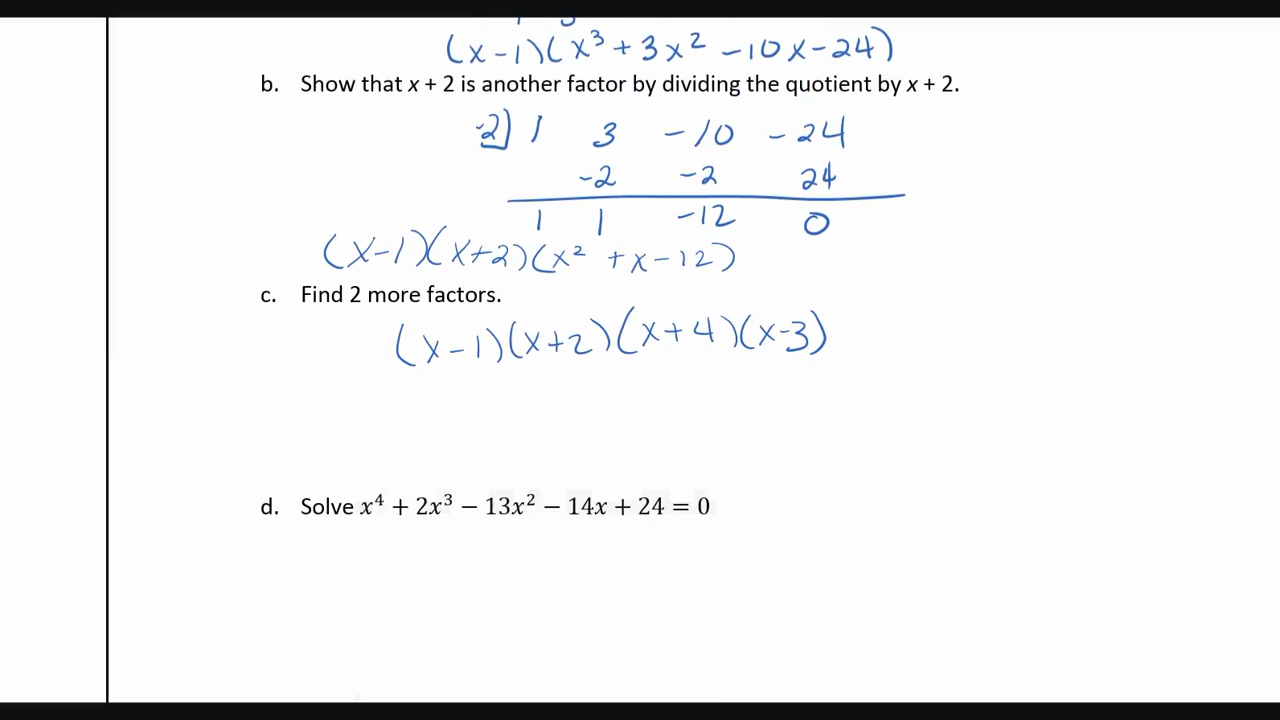 (x-1)(x³+3x²-10x-24)
b. Show that x + 2 is another factor by dividing the quotient by x + 2.
-2) 1 3 -10 -24
-2 -2 24
1 1 -12 0
(x-1)(x+2)(x²+x-12)
c. Find 2 more factors.
(x-1)(x+2)(x+4)(x-3)
d. Solve x⁴ + 2x³ − 13x² − 14x + 24 = 0